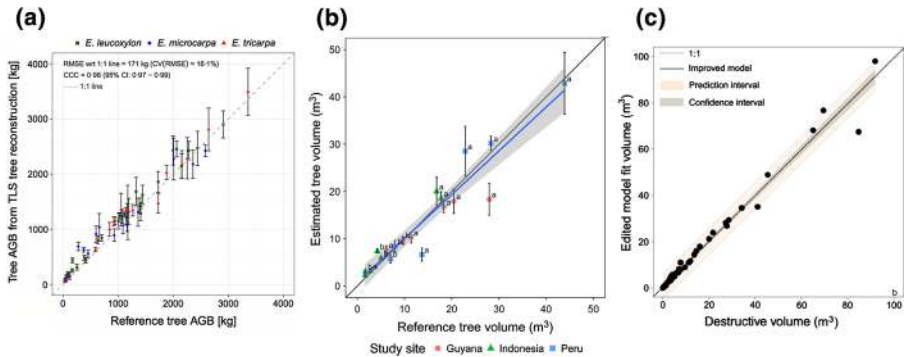 (a)
E. leucoxylon E. microcarpa E. tricarpa
RMSE wrt 1:1 line = 171 kg (CV(RMSE) = 16·1%)
CCC = 0·98 (95% CI: 0·97 − 0·99)
1:1 line
Tree AGB from TLS tree reconstruction [kg]
4000
3000
2000
1000
0
0 1000 2000 3000 4000
Reference tree AGB [kg]
(b)
Estimated tree volume (m³)
50
40
30
20
10
0
0 10 20 30 40 50
Reference tree volume (m³)
Study site Guyana Indonesia Peru
(c)
1:1
Improved model
Prediction interval
Confidence interval
Edited model fit volume (m³)
100
80
60
40
20
0
0 20 40 60 80 100
b
Destructive volume (m³)